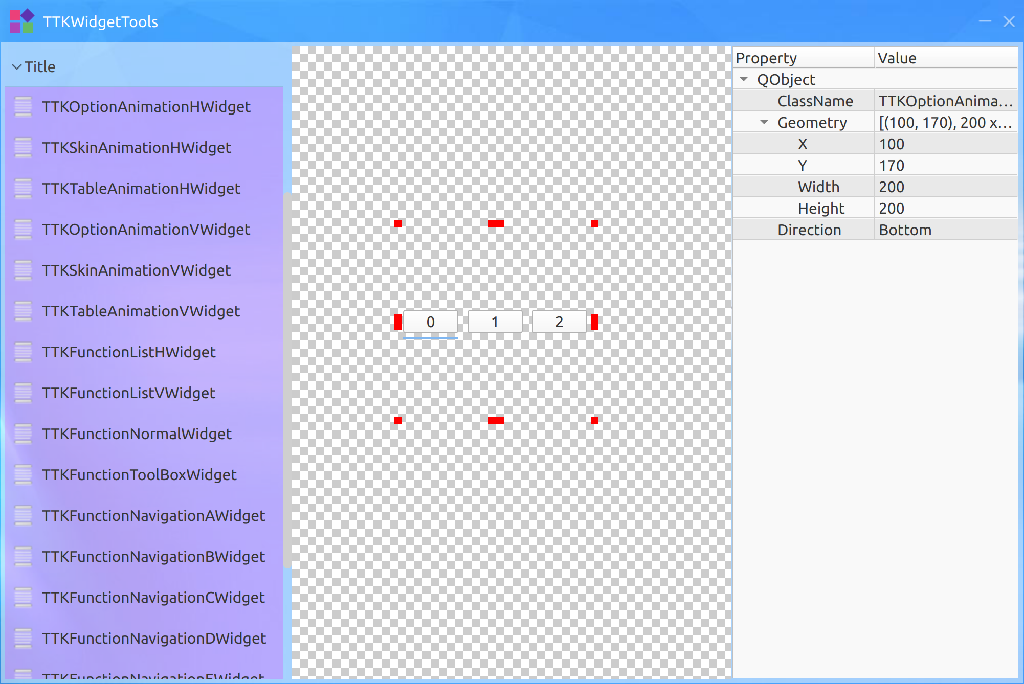 TTKWidgetTools
Title
TTKOptionAnimationHWidget
TTKSkinAnimationHWidget
TTKTableAnimationHWidget
TTKOptionAnimationVWidget
TTKSkinAnimationVWidget
TTKTableAnimationVWidget
TTKFunctionListHWidget
TTKFunctionListVWidget
TTKFunctionNormalWidget
TTKFunctionToolBoxWidget
TTKFunctionNavigationAWidget
TTKFunctionNavigationBWidget
TTKFunctionNavigationCWidget
TTKFunctionNavigationDWidget
TTKFunctionNavigationEWidget
0 1 2
Property Value
QObject
ClassName TTKOptionAnima...
Geometry [(100, 170), 200 x...
X 100
Y 170
Width 200
Height 200
Direction Bottom